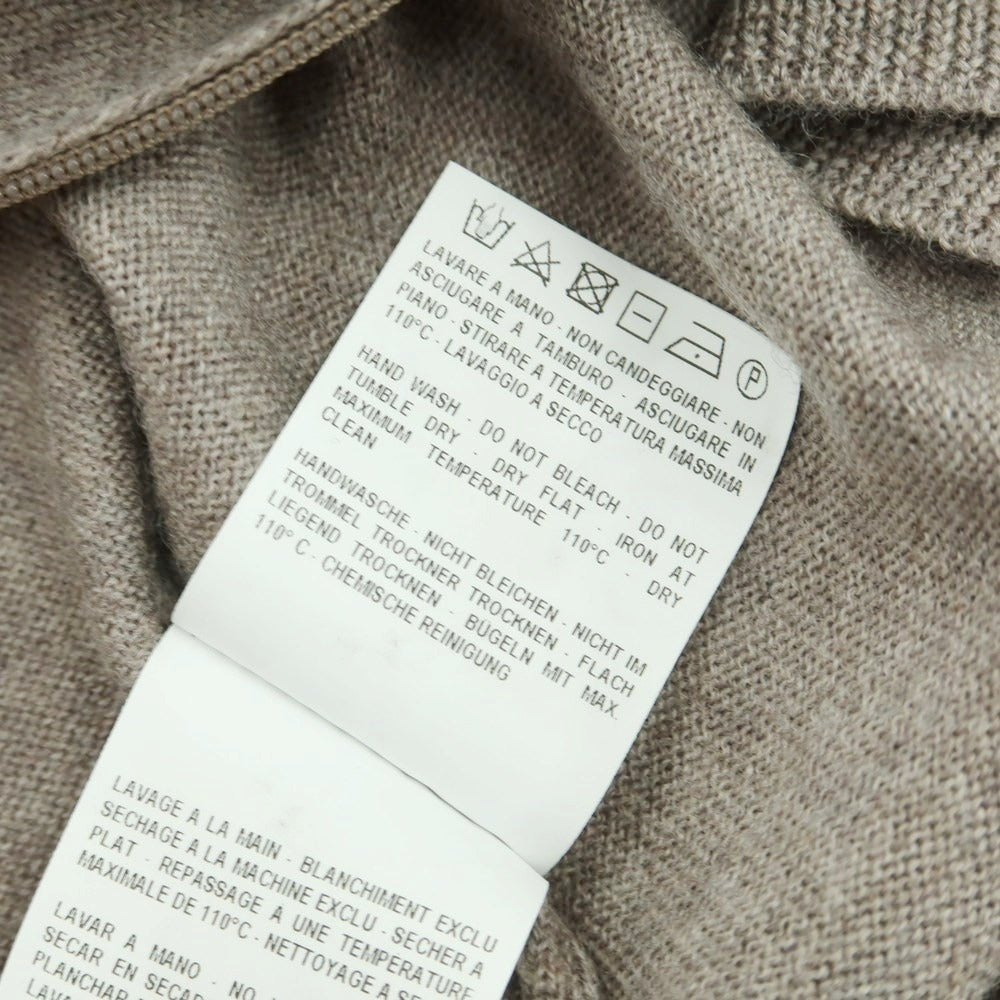 P
LAVARE A MANO - NON CANDEGGIARE - NON
ASCIUGARE A TAMBURO - ASCIUGARE IN
PIANO - STIRARE A TEMPERATURA MASSIMA
110°C - LAVAGGIO A SECCO
HAND WASH - DO NOT BLEACH - DO NOT
TUMBLE DRY - DRY FLAT - IRON AT
MAXIMUM TEMPERATURE 110°C - DRY
CLEAN
HANDWASCHE - NICHT BLEICHEN - NICHT IM
TROMMEL TROCKNER TROCKNEN - FLACH
LIEGEND TROCKNEN - BÜGELN MIT MAX.
110°C - CHEMISCHE REINIGUNG
LAVAGE A LA MAIN - BLANCHIMENT EXCLU
SECHAGE A LA MACHINE EXCLU - SECHER A
PLAT - REPASSAGE A UNE TEMPERATURE
MAXIMALE DE 110°C - NETTOYAGE A
LAVAR A MANO - NO
SECAR EN
PLANCHAR